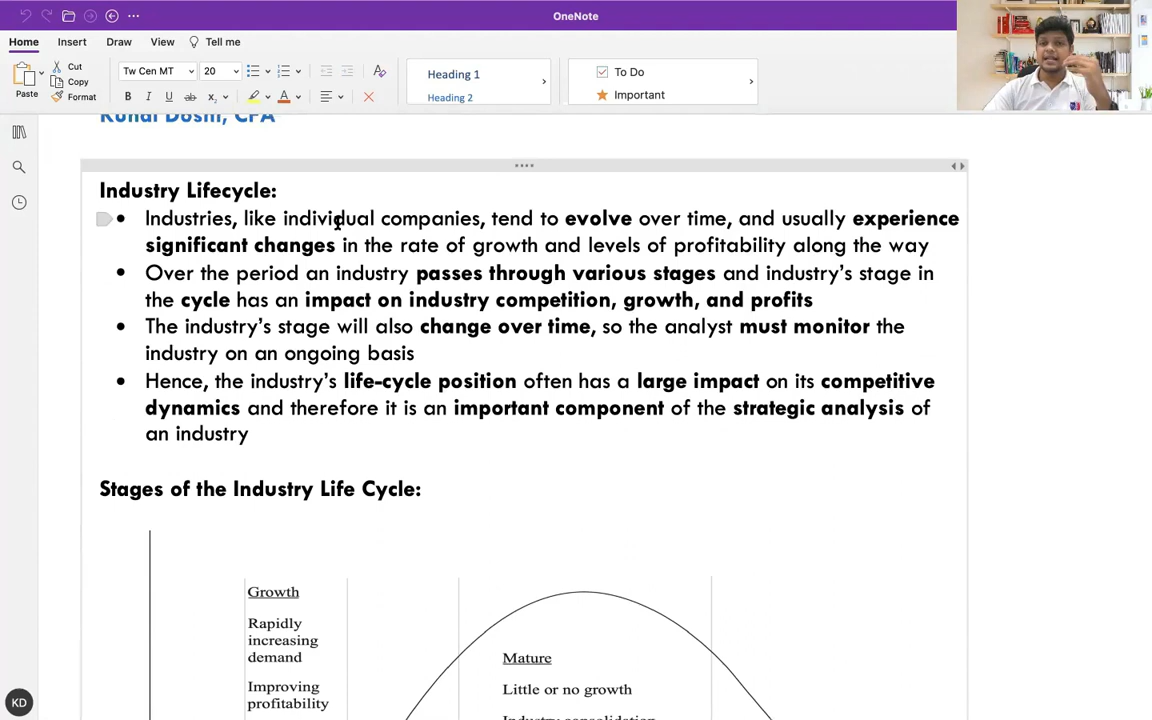 OneNote
Home Insert Draw View Tell me
Paste
Cut
Copy
Format
Tw Cen MT 20
B I U ab x₂ A
Heading 1
Heading 2
To Do
Important
Kunal Doshi, CFA
Industry Lifecycle:
• Industries, like individual companies, tend to evolve over time, and usually experience
significant changes in the rate of growth and levels of profitability along the way
• Over the period an industry passes through various stages and industry’s stage in
the cycle has an impact on industry competition, growth, and profits
• The industry’s stage will also change over time, so the analyst must monitor the
industry on an ongoing basis
• Hence, the industry’s life-cycle position often has a large impact on its competitive
dynamics and therefore it is an important component of the strategic analysis of
an industry
Stages of the Industry Life Cycle:
Growth
Rapidly
increasing
demand
Improving
profitability
Mature
Little or no growth
Industry consolidation
KD